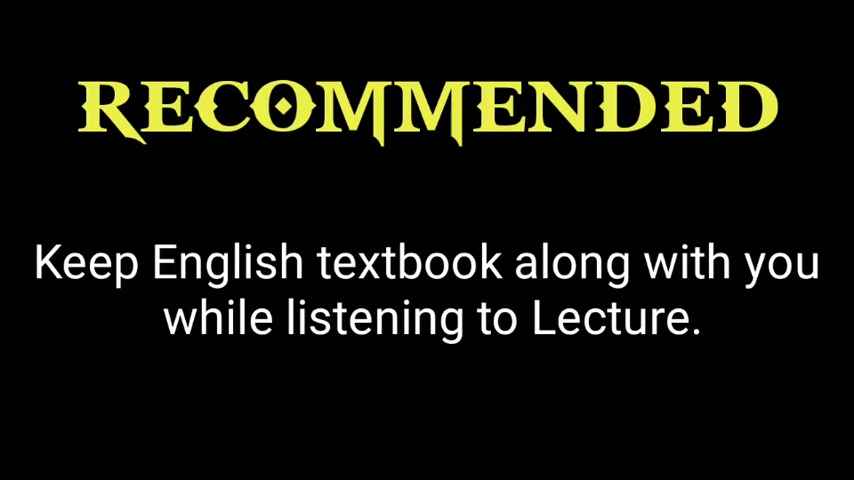 RECOMMENDED
Keep English textbook along with you
while listening to Lecture.